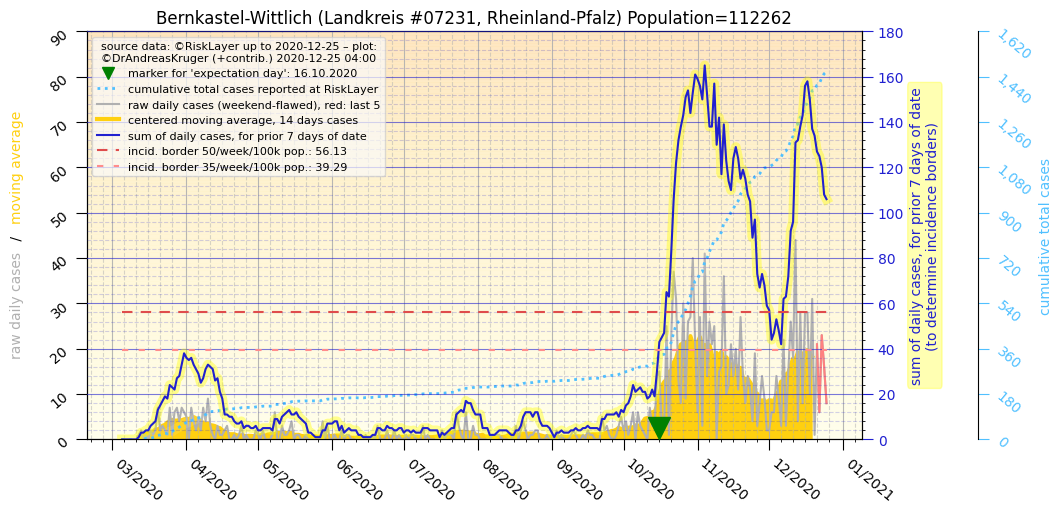 Bernkastel-Wittlich (Landkreis #07231, Rheinland-Pfalz) Population=112262
source data: ©RiskLayer up to 2020-12-25 – plot:
©DrAndreasKruger (+contrib.) 2020-12-25 04:00
marker for 'expectation day': 16.10.2020
cumulative total cases reported at RiskLayer
raw daily cases (weekend-flawed), red: last 5
centered moving average, 14 days cases
sum of daily cases, for prior 7 days of date
incid. border 50/week/100k pop.: 56.13
incid. border 35/week/100k pop.: 39.29
raw daily cases / moving average
90
80
70
60
50
40
30
20
10
0
03/2020
04/2020
05/2020
06/2020
07/2020
08/2020
09/2020
10/2020
11/2020
12/2020
01/2021
180
160
140
120
100
80
60
40
20
0
sum of daily cases, for prior 7 days of date
(to determine incidence borders)
1,620
1,440
1,260
1,080
900
720
540
360
180
0
cumulative total cases